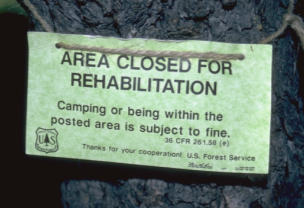 AREA CLOSED FOR
REHABILITATION
Camping or being within the
posted area is subject to fine.
36 CFR 261.58 (e)
Thanks for your cooperation! U.S. Forest Service
U S